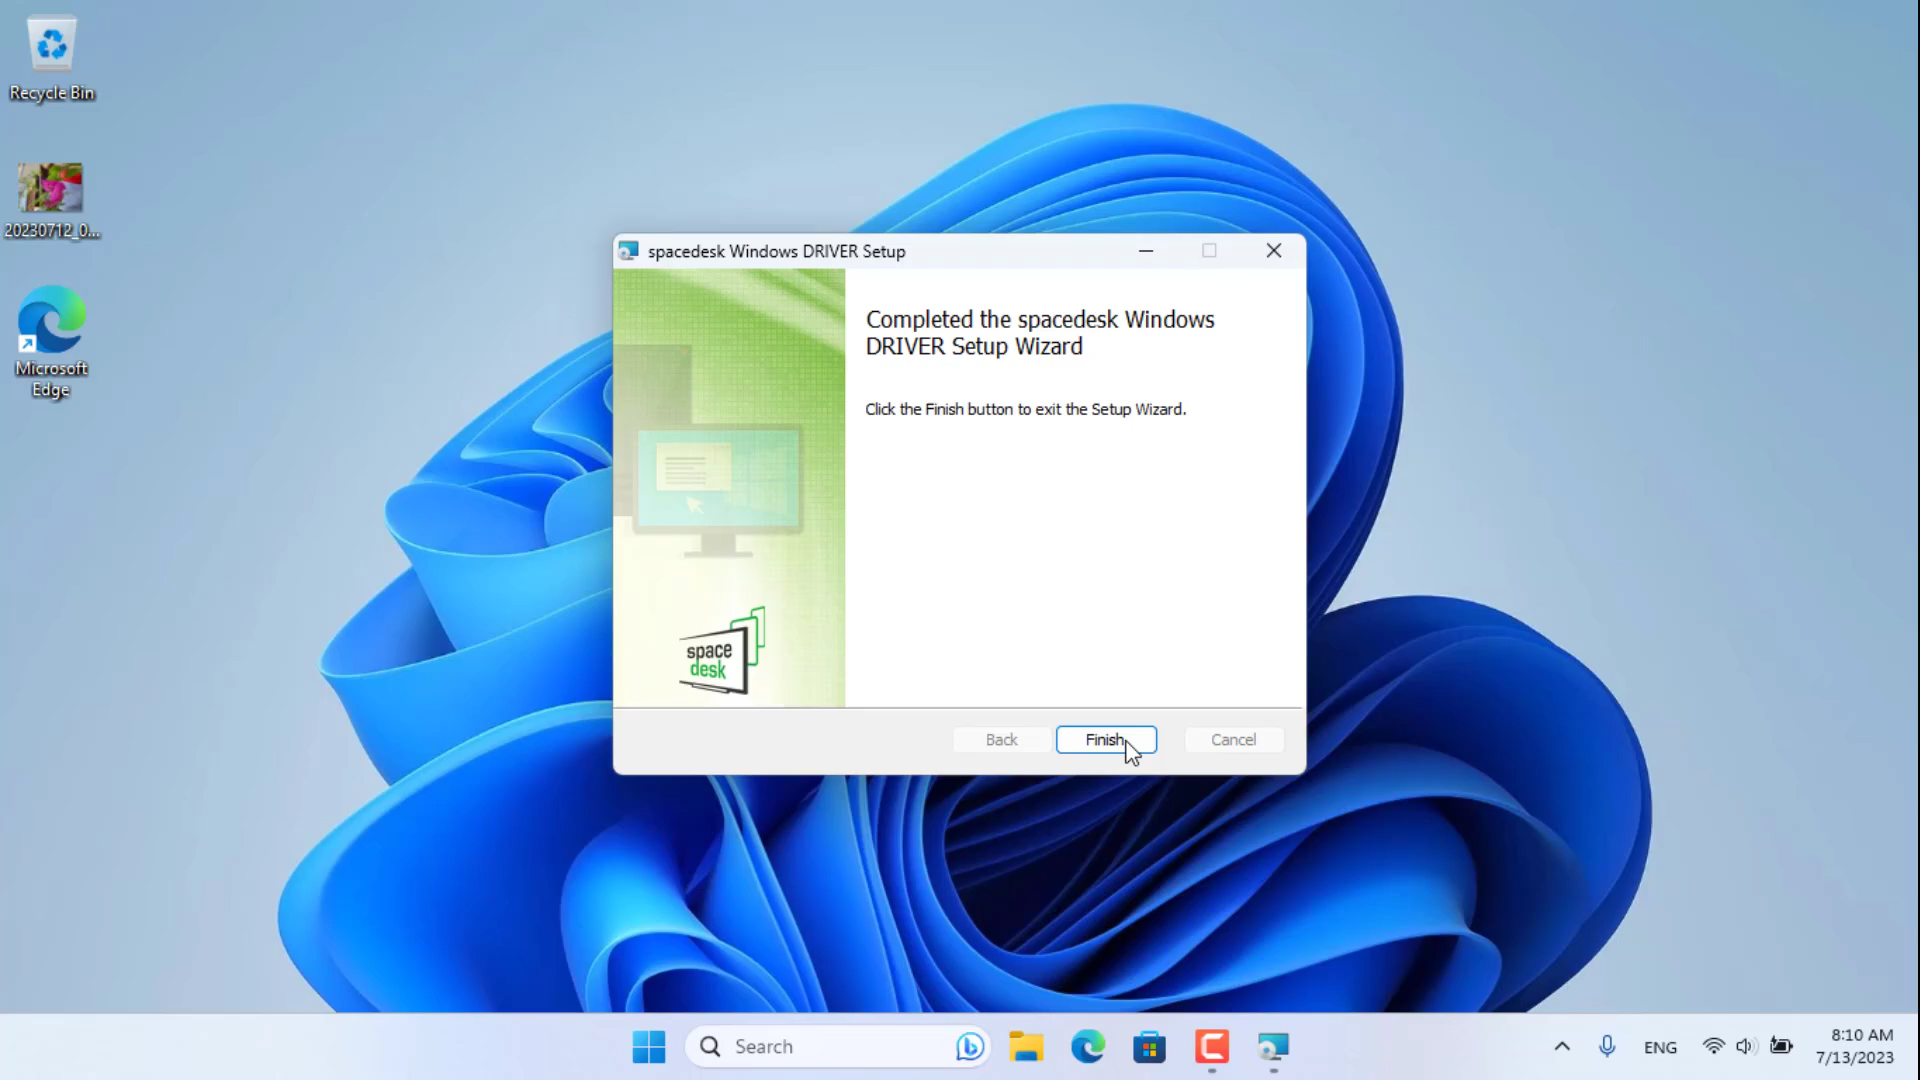 Recycle Bin
20230712_0...
Microsoft
Edge
spacedesk Windows DRIVER Setup
Completed the spacedesk Windows
DRIVER Setup Wizard
Click the Finish button to exit the Setup Wizard.
space
desk
Back
Finish
Cancel
Search
ENG
8:10 AM
7/13/2023